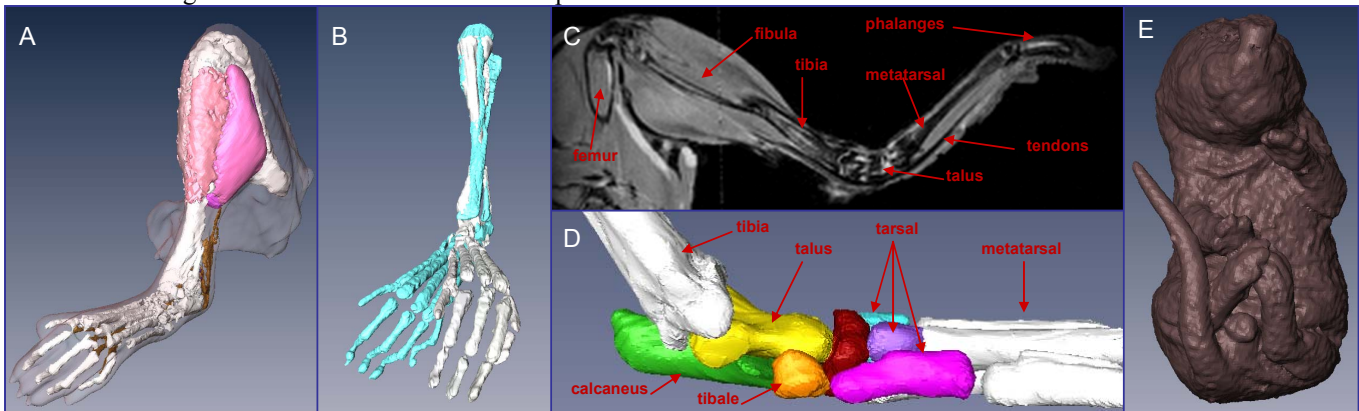 A
B
C
phalanges
fibula
tibia
metatarsal
femur
tendons
talus
D
tibia
talus
tarsal
metatarsal
calcaneus
tibale
E